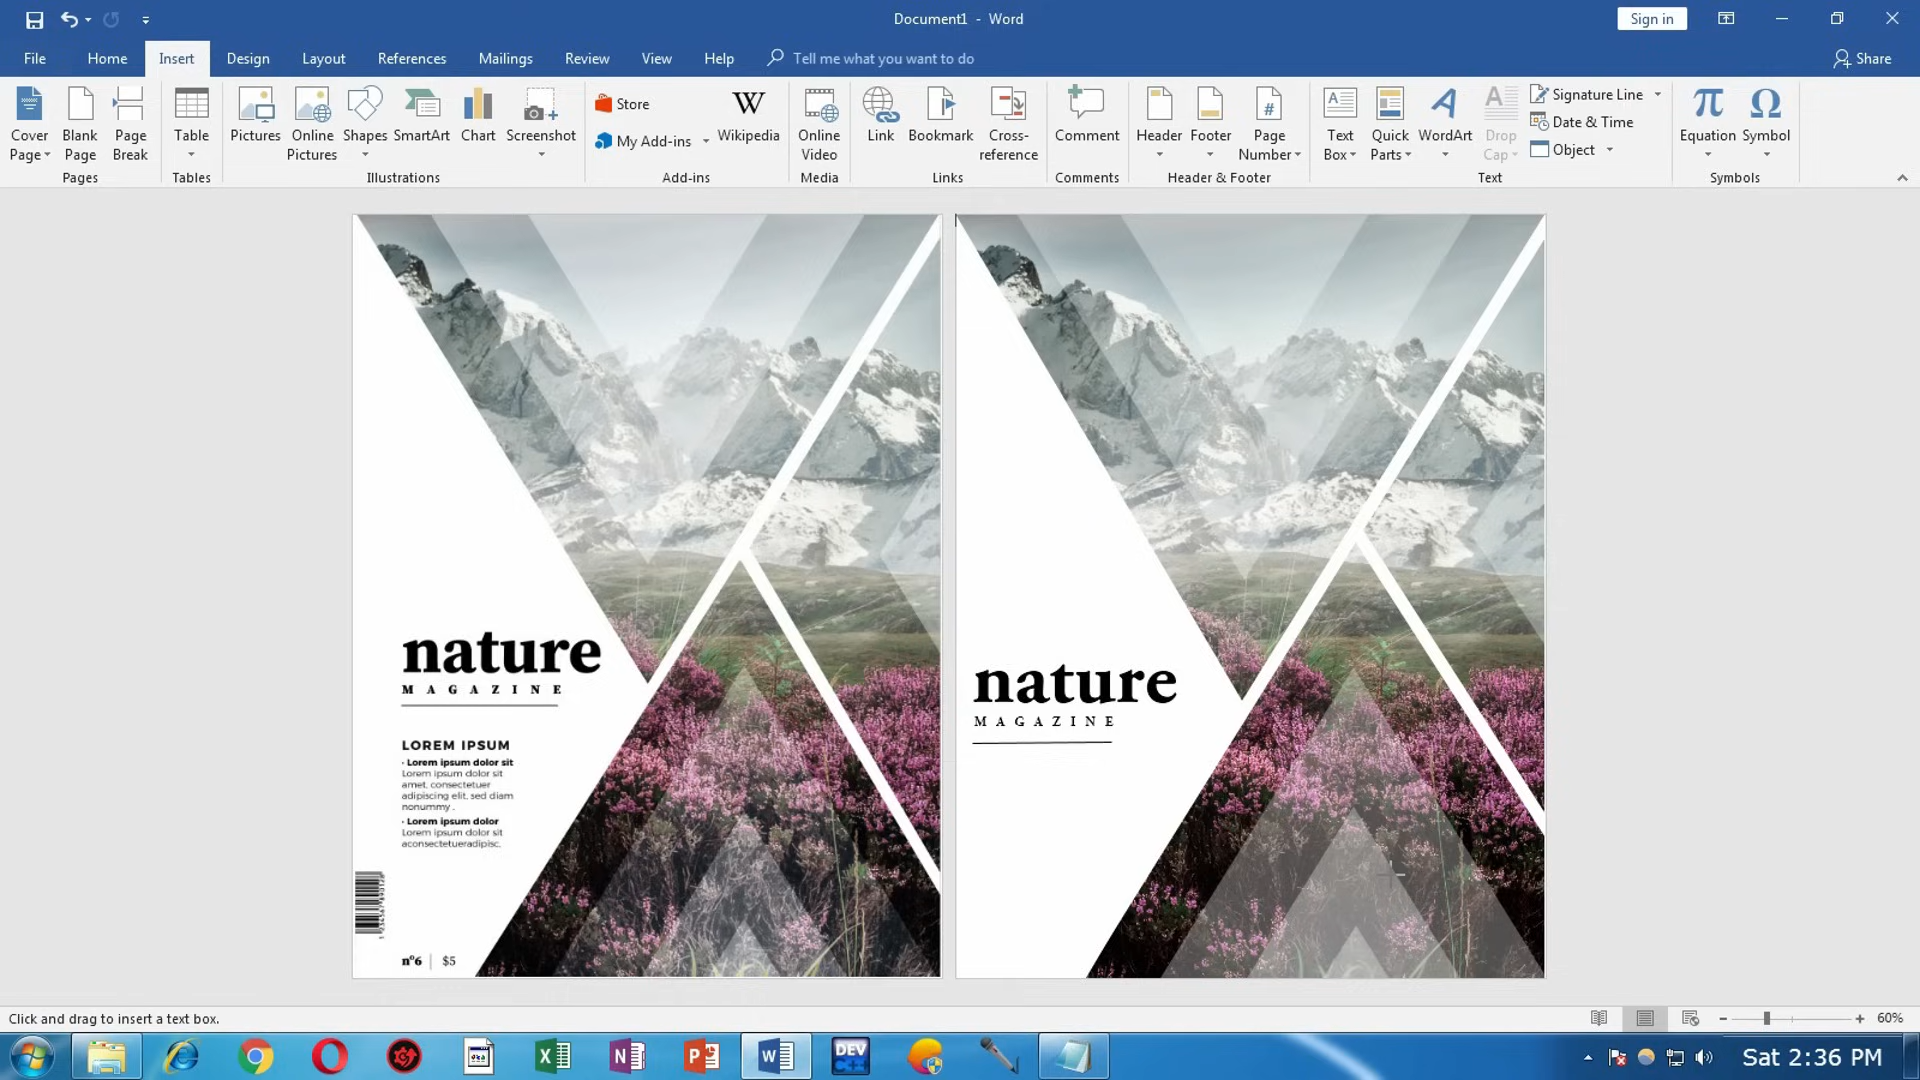 Document1 - Word
Sign in
File Home Insert Design Layout References Mailings Review View Help Tell me what you want to do Share
Cover Page
Blank Page
Page Break
Pages
Table
Tables
Pictures
Online Pictures
Shapes
SmartArt
Chart
Screenshot
Illustrations
Store
My Add-ins
W
Wikipedia
Add-ins
Online Video
Media
Link
Bookmark
Cross-reference
Links
Comment
Comments
Header
Footer
#
Page Number
Header & Footer
A
Text Box
Quick Parts
A
WordArt
A
Drop Cap
Signature Line
Date & Time
Object
Text
π
Equation
Ω
Symbol
Symbols
nature
MAGAZINE
LOREM IPSUM
· Lorem ipsum dolor sit
Lorem ipsum dolor sit
amet, consectetuer
adipiscing elit, sed diam
nonummy .
· Lorem ipsum dolor
Lorem ipsum dolor sit
aconsectetueradipisc,
nº6 | $5
nature
MAGAZINE
Click and drag to insert a text box.
60%
DEV C++
Sat 2:36 PM